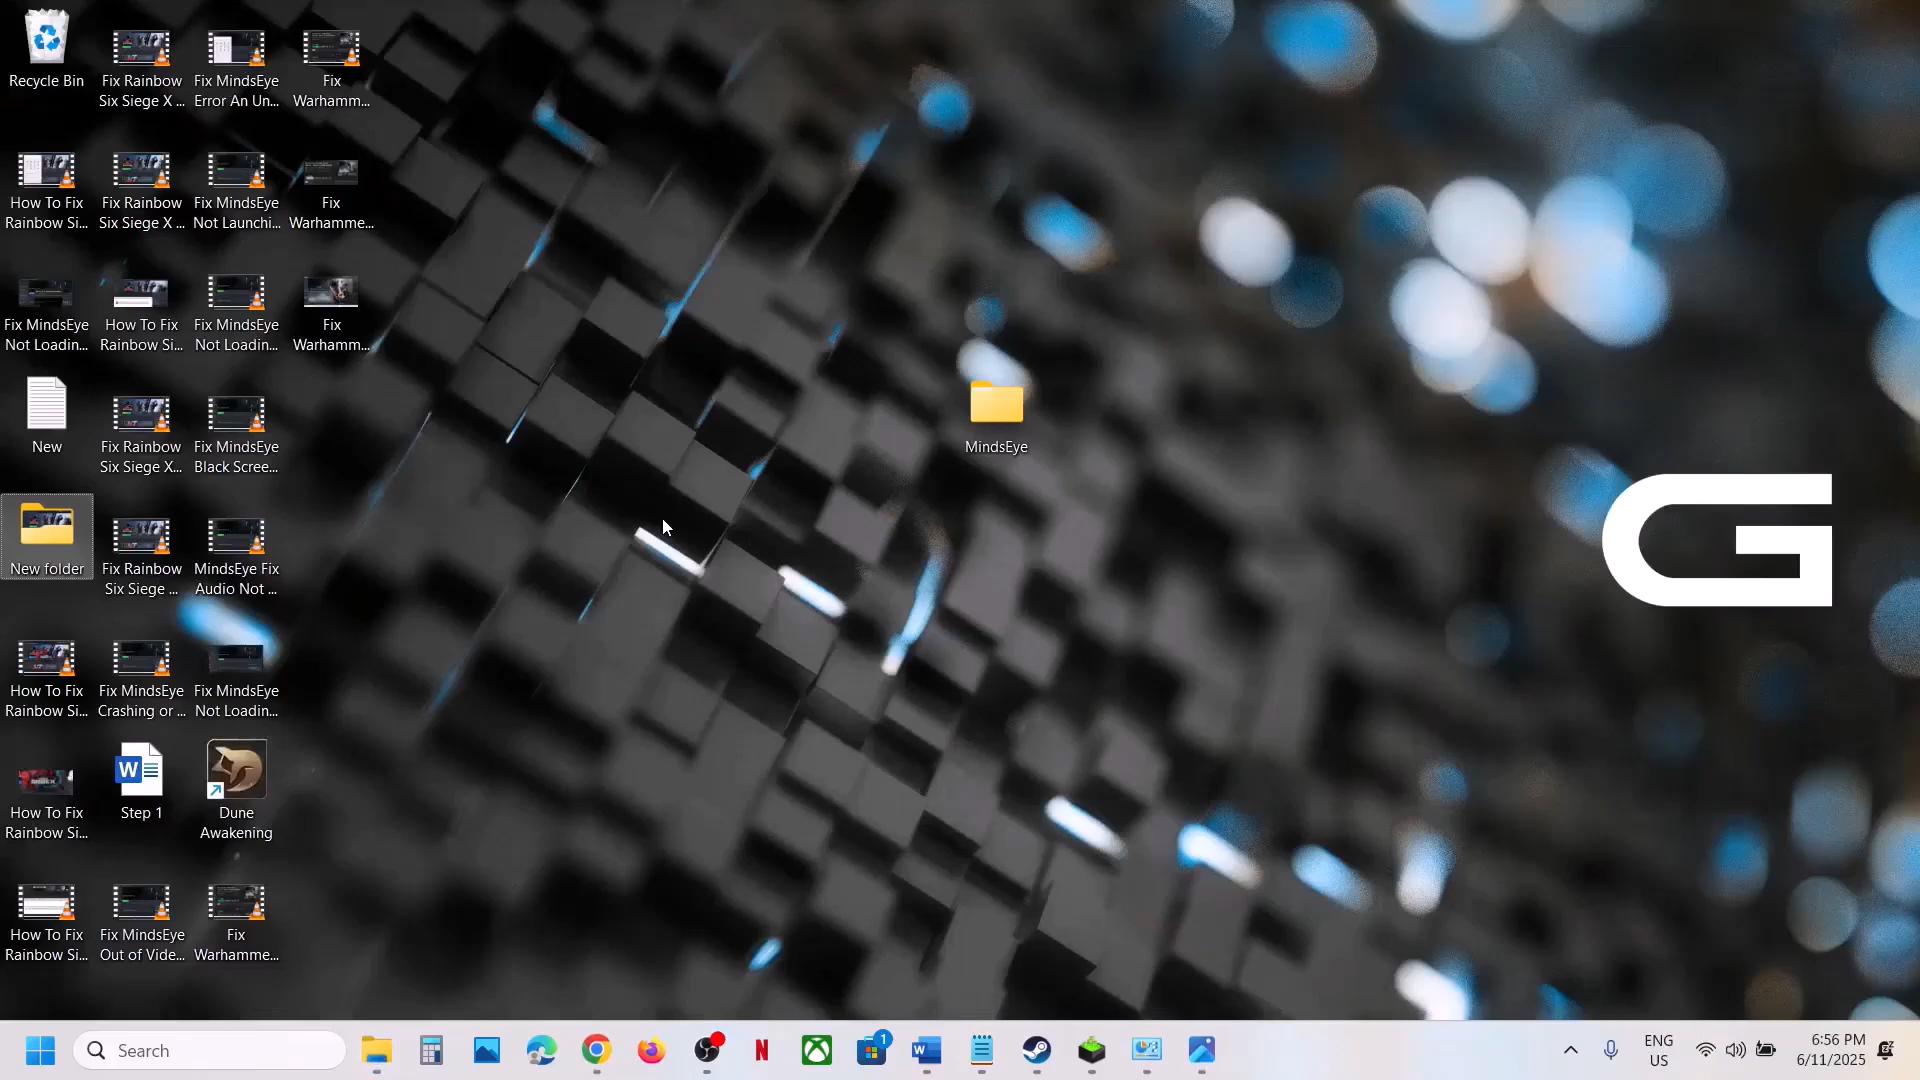 Recycle Bin
Fix Rainbow
Six Siege X ...
Fix MindsEye
Error An Un...
Fix
Warhamm...
How To Fix
Rainbow Si...
Fix Rainbow
Six Siege X ...
Fix MindsEye
Not Launchi...
Fix
Warhamme...
Fix MindsEye
Not Loadin...
How To Fix
Rainbow Si...
Fix MindsEye
Not Loadin...
Fix
Warhamm...
New
Fix Rainbow
Six Siege X...
Fix MindsEye
Black Scree...
MindsEye
New folder
Fix Rainbow
Six Siege ...
MindsEye Fix
Audio Not ...
How To Fix
Rainbow Si...
Fix MindsEye
Crashing or ...
Fix MindsEye
Not Loadin...
How To Fix
Rainbow Si...
Step 1
Dune
Awakening
How To Fix
Rainbow Si...
Fix MindsEye
Out of Vide...
Fix
Warhamme...
G
Search
1
ENG
US
6:56 PM
6/11/2025